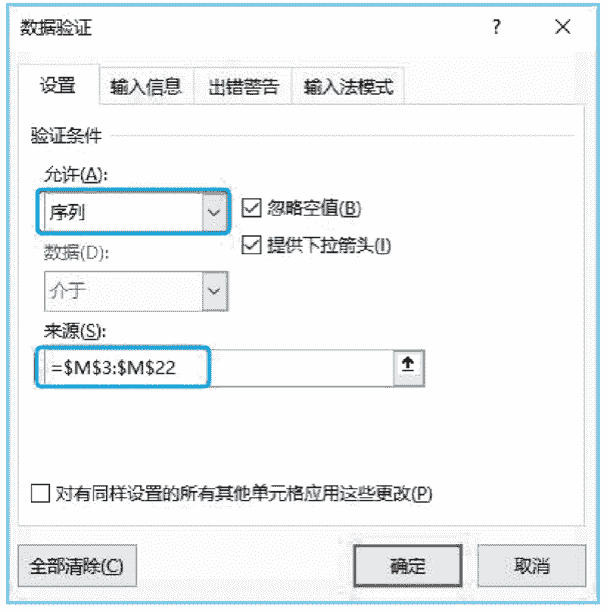 数据验证
设置 输入信息 出错警告 输入法模式
验证条件
允许(A):
序列
忽略空值(B)
数据(D):
提供下拉箭头(I)
介于
来源(S):
=$M$3:$M$22
对有同样设置的所有其他单元格应用这些更改(P)
全部清除(C) 确定 取消